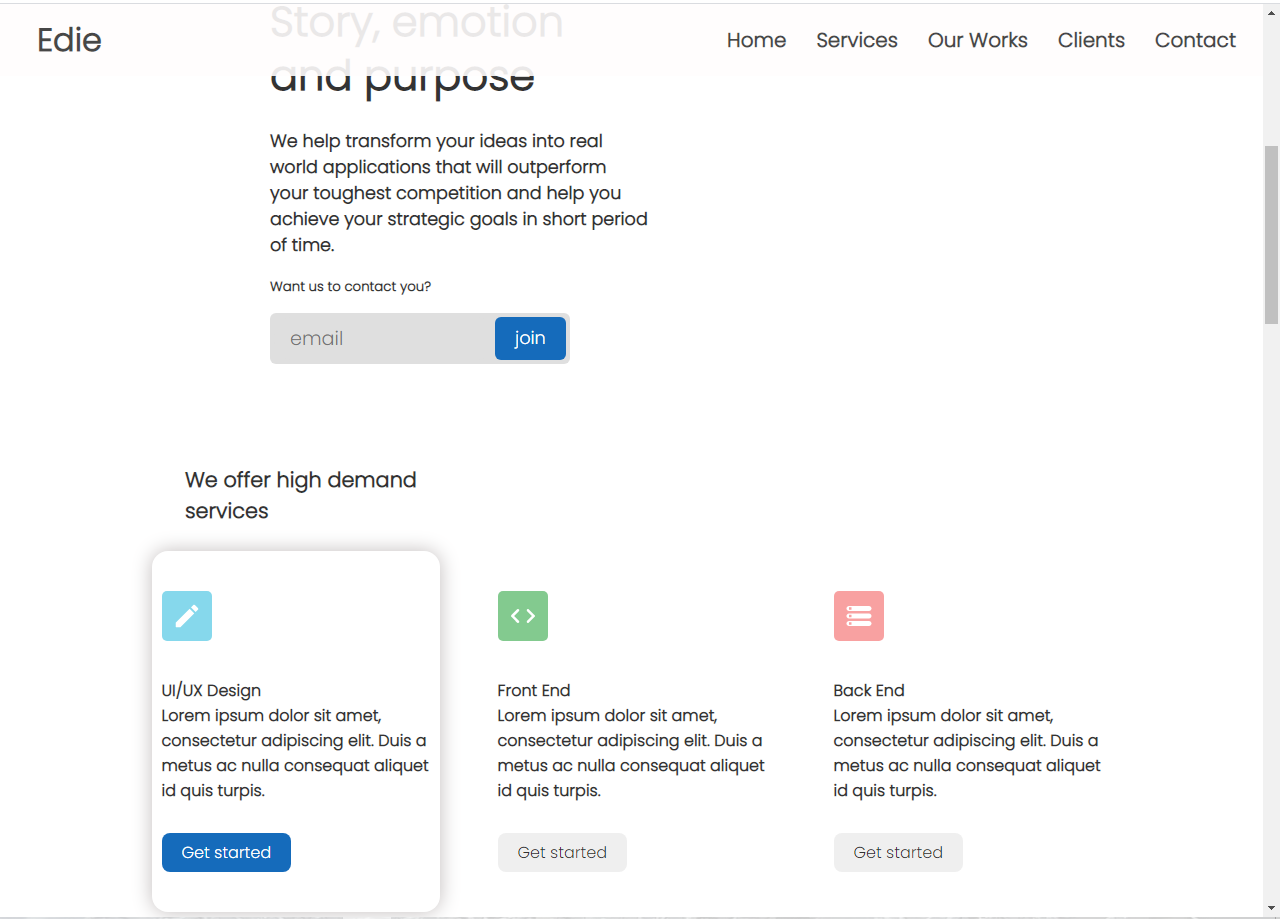 Edie
Home Services Our Works Clients Contact
Story, emotion
and purpose
We help transform your ideas into real
world applications that will outperform
your toughest competition and help you
achieve your strategic goals in short period
of time.
Want us to contact you?
email
join
We offer high demand
services
UI/UX Design
Lorem ipsum dolor sit amet,
consectetur adipiscing elit. Duis a
metus ac nulla consequat aliquet
id quis turpis.
Get started
Front End
Lorem ipsum dolor sit amet,
consectetur adipiscing elit. Duis a
metus ac nulla consequat aliquet
id quis turpis.
Get started
Back End
Lorem ipsum dolor sit amet,
consectetur adipiscing elit. Duis a
metus ac nulla consequat aliquet
id quis turpis.
Get started